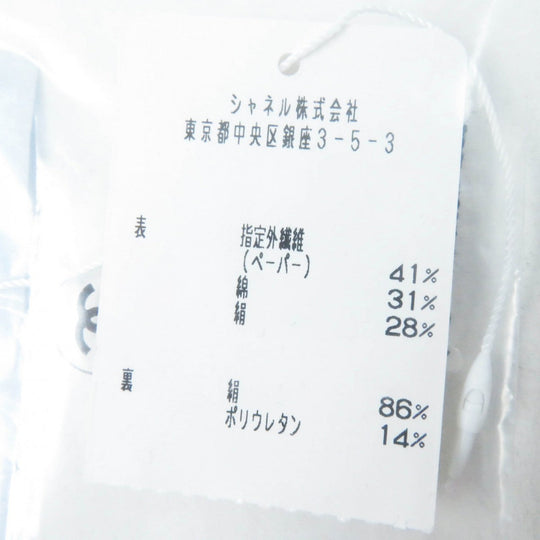 シャネル株式会社
東京都中央区銀座3-5-3
表 指定外繊維
(ペーパー) 41%
綿 31%
絹 28%
裏 絹 86%
ポリウレタン 14%